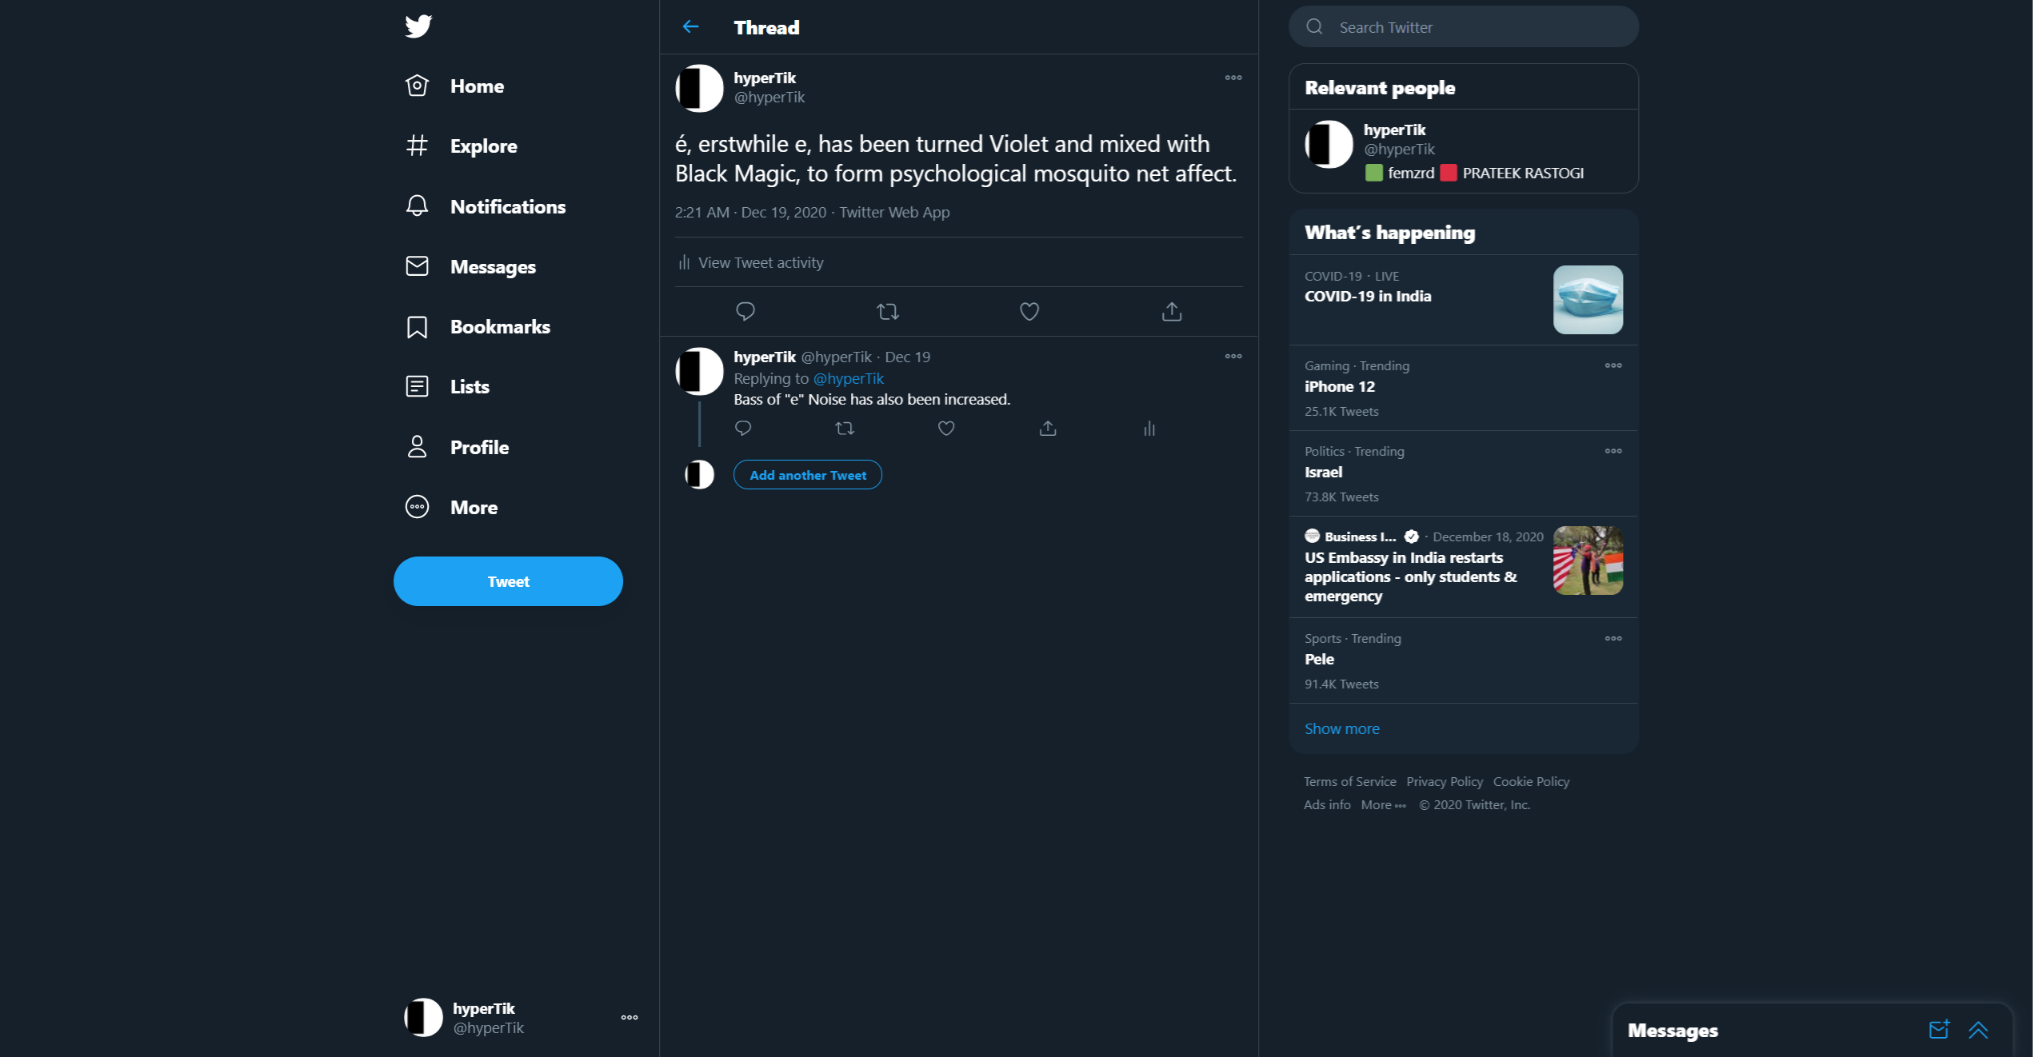 Home
Explore
Notifications
Messages
Bookmarks
Lists
Profile
More
Tweet
hyperTik
@hyperTik
Thread
hyperTik
@hyperTik
é, erstwhile e, has been turned Violet and mixed with
Black Magic, to form psychological mosquito net affect.
2:21 AM · Dec 19, 2020 · Twitter Web App
View Tweet activity
hyperTik @hyperTik · Dec 19
Replying to @hyperTik
Bass of "e" Noise has also been increased.
Add another Tweet
Search Twitter
Relevant people
hyperTik
@hyperTik
🟩 femzrd 🟥 PRATEEK RASTOGI
What's happening
COVID-19 · LIVE
COVID-19 in India
Gaming · Trending
iPhone 12
25.1K Tweets
Politics · Trending
Israel
73.8K Tweets
Business I... · December 18, 2020
US Embassy in India restarts
applications - only students &
emergency
Sports · Trending
Pele
91.4K Tweets
Show more
Terms of Service Privacy Policy Cookie Policy
Ads info More ··· © 2020 Twitter, Inc.
Messages